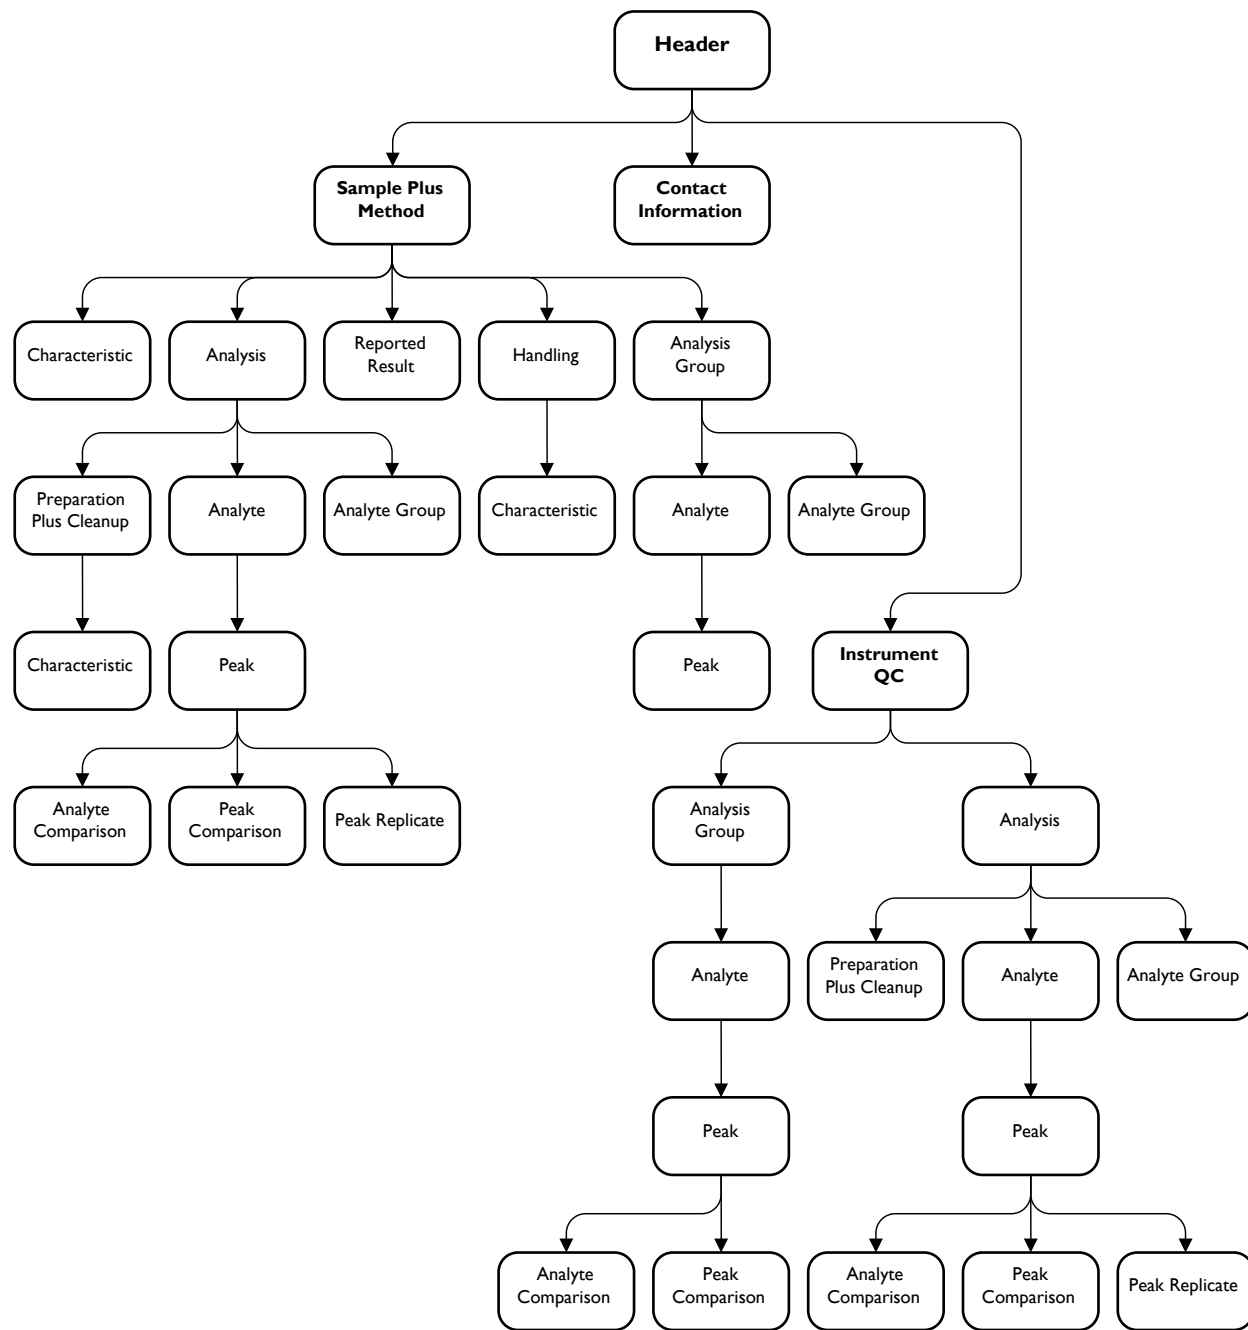 Header
Sample Plus
Method
Contact
Information
Characteristic
Analysis
Reported
Result
Handling
Analysis
Group
Preparation
Plus Cleanup
Analyte
Analyte Group
Characteristic
Analyte
Analyte Group
Characteristic
Peak
Peak
Instrument
QC
Analyte
Comparison
Peak
Comparison
Peak Replicate
Analysis
Group
Analysis
Analyte
Preparation
Plus Cleanup
Analyte
Analyte Group
Peak
Peak
Analyte
Comparison
Peak
Comparison
Analyte
Comparison
Peak
Comparison
Peak Replicate